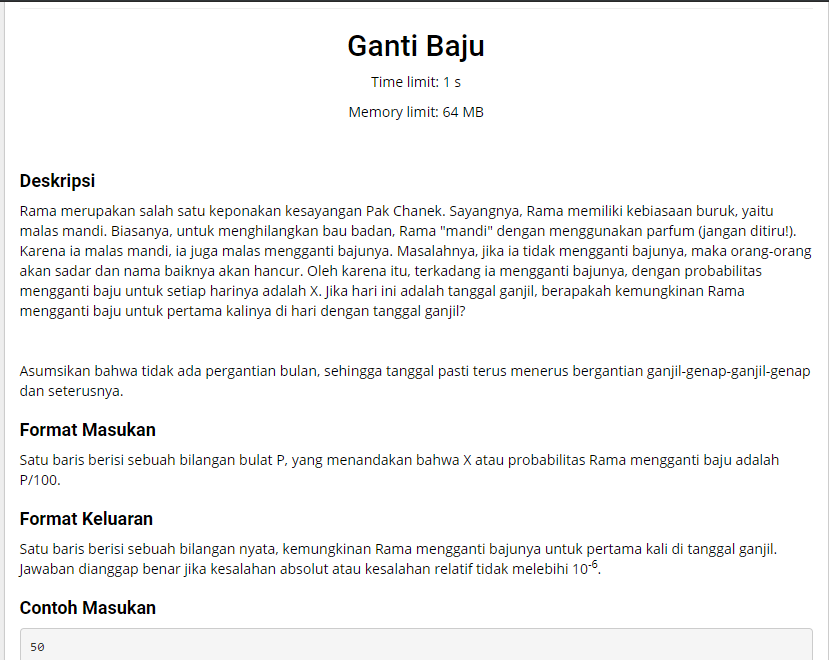 Ganti Baju
Time limit: 1 s
Memory limit: 64 MB
Deskripsi
Rama merupakan salah satu keponakan kesayangan Pak Chanek. Sayangnya, Rama memiliki kebiasaan buruk, yaitu
malas mandi. Biasanya, untuk menghilangkan bau badan, Rama "mandi" dengan menggunakan parfum (jangan ditiru!).
Karena ia malas mandi, ia juga malas mengganti bajunya. Masalahnya, jika ia tidak mengganti bajunya, maka orang-orang
akan sadar dan nama baiknya akan hancur. Oleh karena itu, terkadang ia mengganti bajunya, dengan probabilitas
mengganti baju untuk setiap harinya adalah X. Jika hari ini adalah tanggal ganjil, berapakah kemungkinan Rama
mengganti baju untuk pertama kalinya di hari dengan tanggal ganjil?
Asumsikan bahwa tidak ada pergantian bulan, sehingga tanggal pasti terus menerus bergantian ganjil-genap-ganjil-genap
dan seterusnya.
Format Masukan
Satu baris berisi sebuah bilangan bulat P, yang menandakan bahwa X atau probabilitas Rama mengganti baju adalah
P/100.
Format Keluaran
Satu baris berisi sebuah bilangan nyata, kemungkinan Rama mengganti bajunya untuk pertama kali di tanggal ganjil.
Jawaban dianggap benar jika kesalahan absolut atau kesalahan relatif tidak melebihi 10⁻⁶.
Contoh Masukan
50